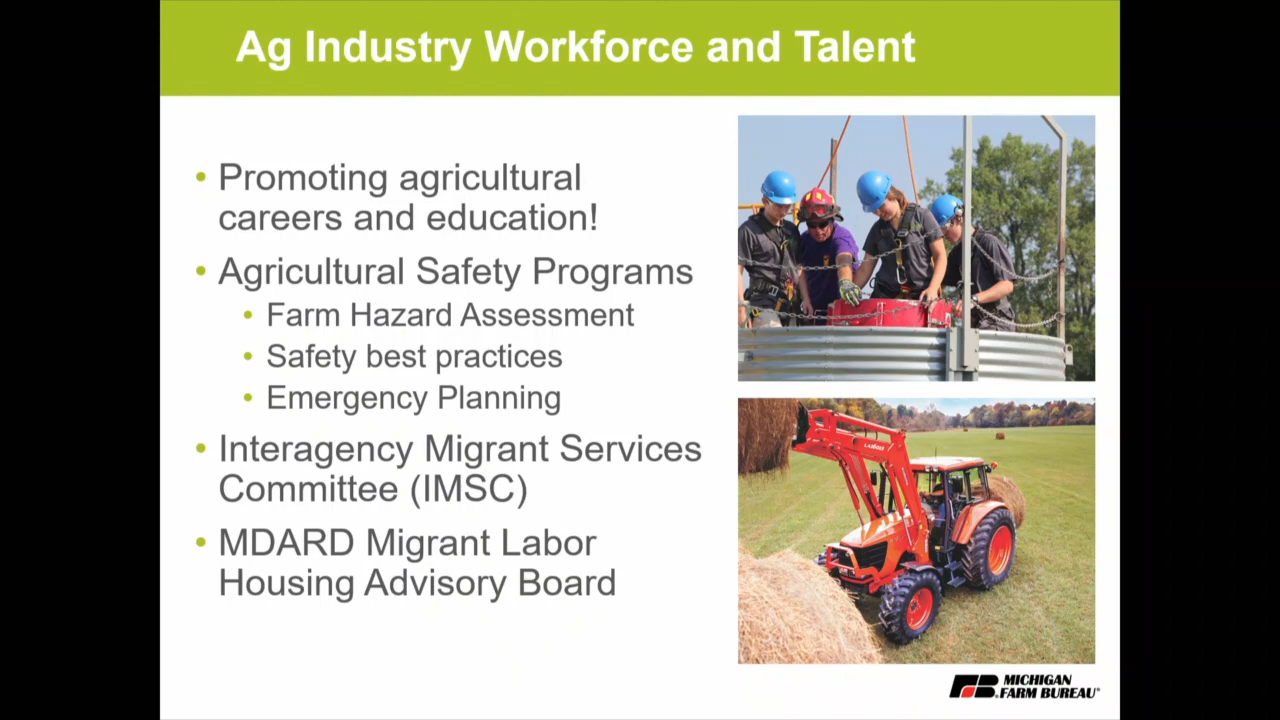 Ag Industry Workforce and Talent
• Promoting agricultural
careers and education!
• Agricultural Safety Programs
• Farm Hazard Assessment
• Safety best practices
• Emergency Planning
• Interagency Migrant Services
Committee (IMSC)
• MDARD Migrant Labor
Housing Advisory Board
MICHIGAN
FARM BUREAU®